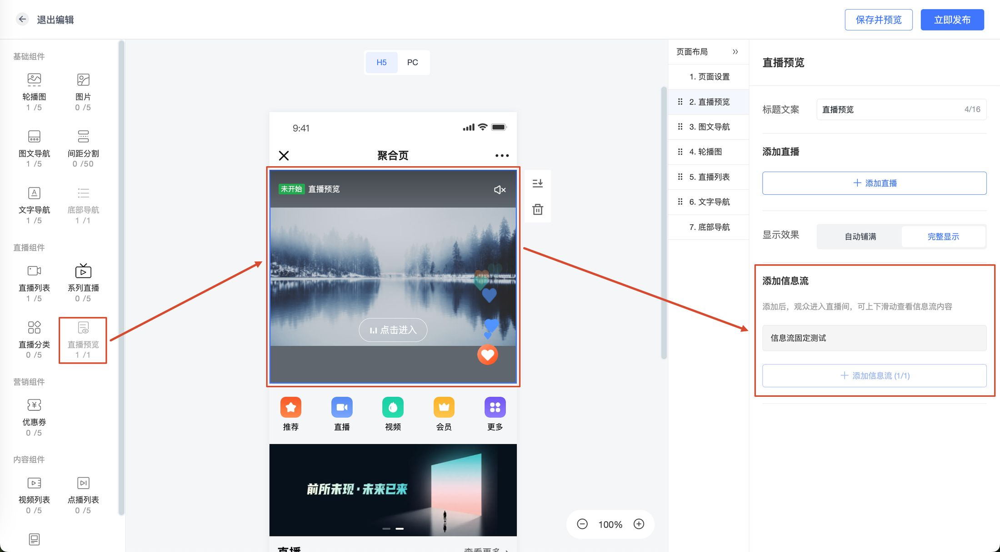 退出编辑
保存并预览
立即发布
基础组件
轮播图
1 /5
图片
0 /5
图文导航
1 /5
间距分割
0 /50
文字导航
1 /5
底部导航
1 /1
直播组件
直播列表
1 /5
系列直播
0 /5
直播分类
0 /5
直播预览
1 /1
营销组件
优惠券
0 /5
内容组件
视频列表
0 /5
点播列表
0 /5
H5
PC
9:41
聚合页
未开始 直播预览
点击进入
推荐
直播
视频
会员
更多
前所未现·未来已来
直播
查看更多
100%
页面布局
1. 页面设置
2. 直播预览
3. 图文导航
4. 轮播图
5. 直播列表
6. 文字导航
7. 底部导航
直播预览
标题文案
直播预览
4/16
添加直播
添加直播
显示效果
自动铺满
完整显示
添加信息流
添加后，观众进入直播间，可上下滑动查看信息流内容
信息流固定测试
添加信息流 (1/1)